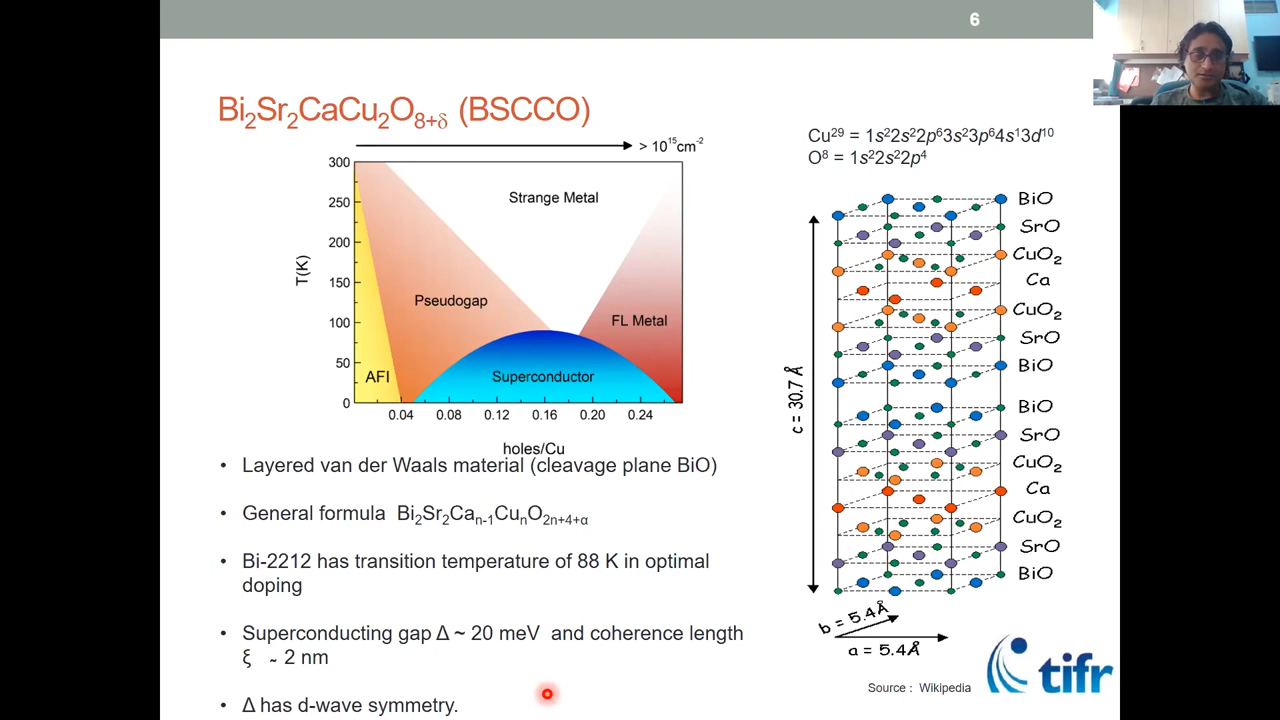 6
Bi₂Sr₂CaCu₂O₈₊δ (BSCCO)
> 10¹⁵cm⁻²
300
250
200
150
100
50
0
T(K)
Strange Metal
Pseudogap
FL Metal
AFI
Superconductor
0.04 0.08 0.12 0.16 0.20 0.24
holes/Cu
• Layered van der Waals material (cleavage plane BiO)
• General formula Bi₂Sr₂Caₙ₋₁CuₙO₂ₙ₊₄₊α
• Bi-2212 has transition temperature of 88 K in optimal
doping
• Superconducting gap Δ ~ 20 meV and coherence length
ξ ~ 2 nm
• Δ has d-wave symmetry.
Cu²⁹ = 1s²2s²2p⁶3s²3p⁶4s¹3d¹⁰
O⁸ = 1s²2s²2p⁴
BiO
SrO
CuO₂
Ca
CuO₂
SrO
BiO
BiO
SrO
CuO₂
Ca
CuO₂
SrO
BiO
c = 30.7 Å
b = 5.4Å
a = 5.4Å
Source : Wikipedia
tifr